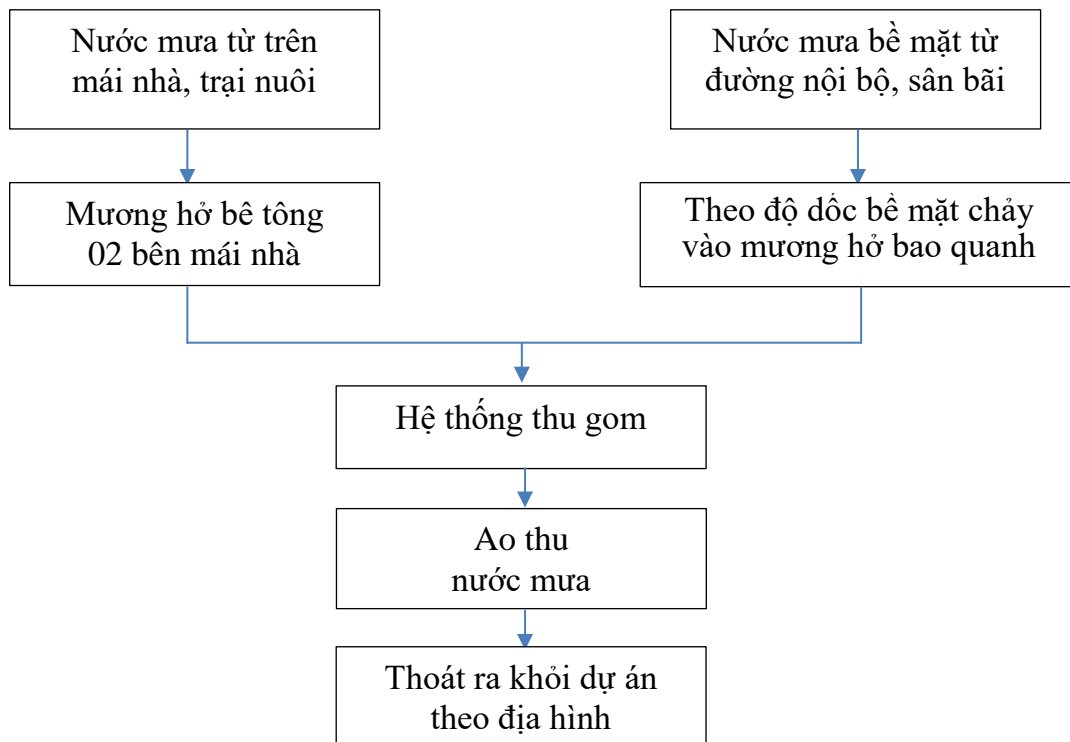 Nước mưa từ trên
mái nhà, trại nuôi
Nước mưa bề mặt từ
đường nội bộ, sân bãi
Mương hở bê tông
02 bên mái nhà
Theo độ dốc bề mặt chảy
vào mương hở bao quanh
Hệ thống thu gom
Ao thu
nước mưa
Thoát ra khỏi dự án
theo địa hình